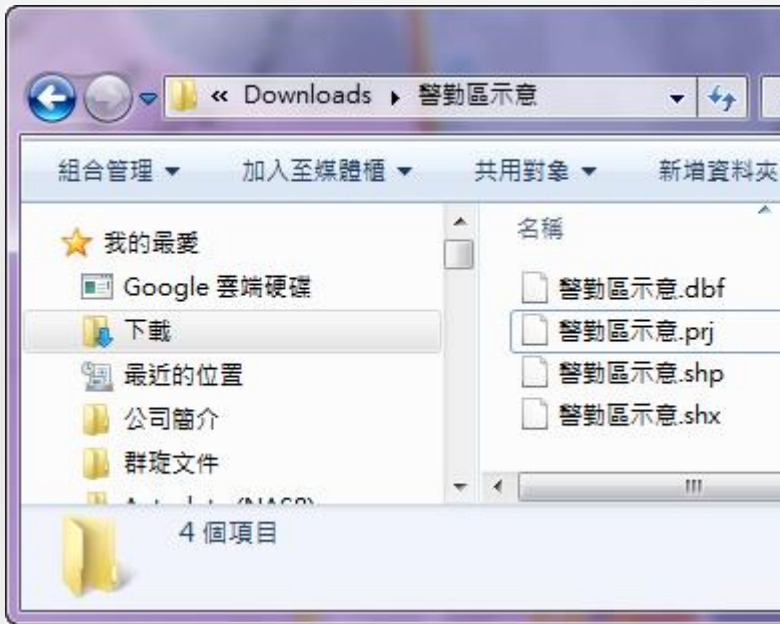 « Downloads ▸ 警勤區示意
組合管理 ▼ 加入至媒體櫃 ▼ 共用對象 ▼ 新增資料夾
我的最愛
Google 雲端硬碟
下載
最近的位置
公司簡介
群琁文件
名稱
警勤區示意.dbf
警勤區示意.prj
警勤區示意.shp
警勤區示意.shx
4 個項目